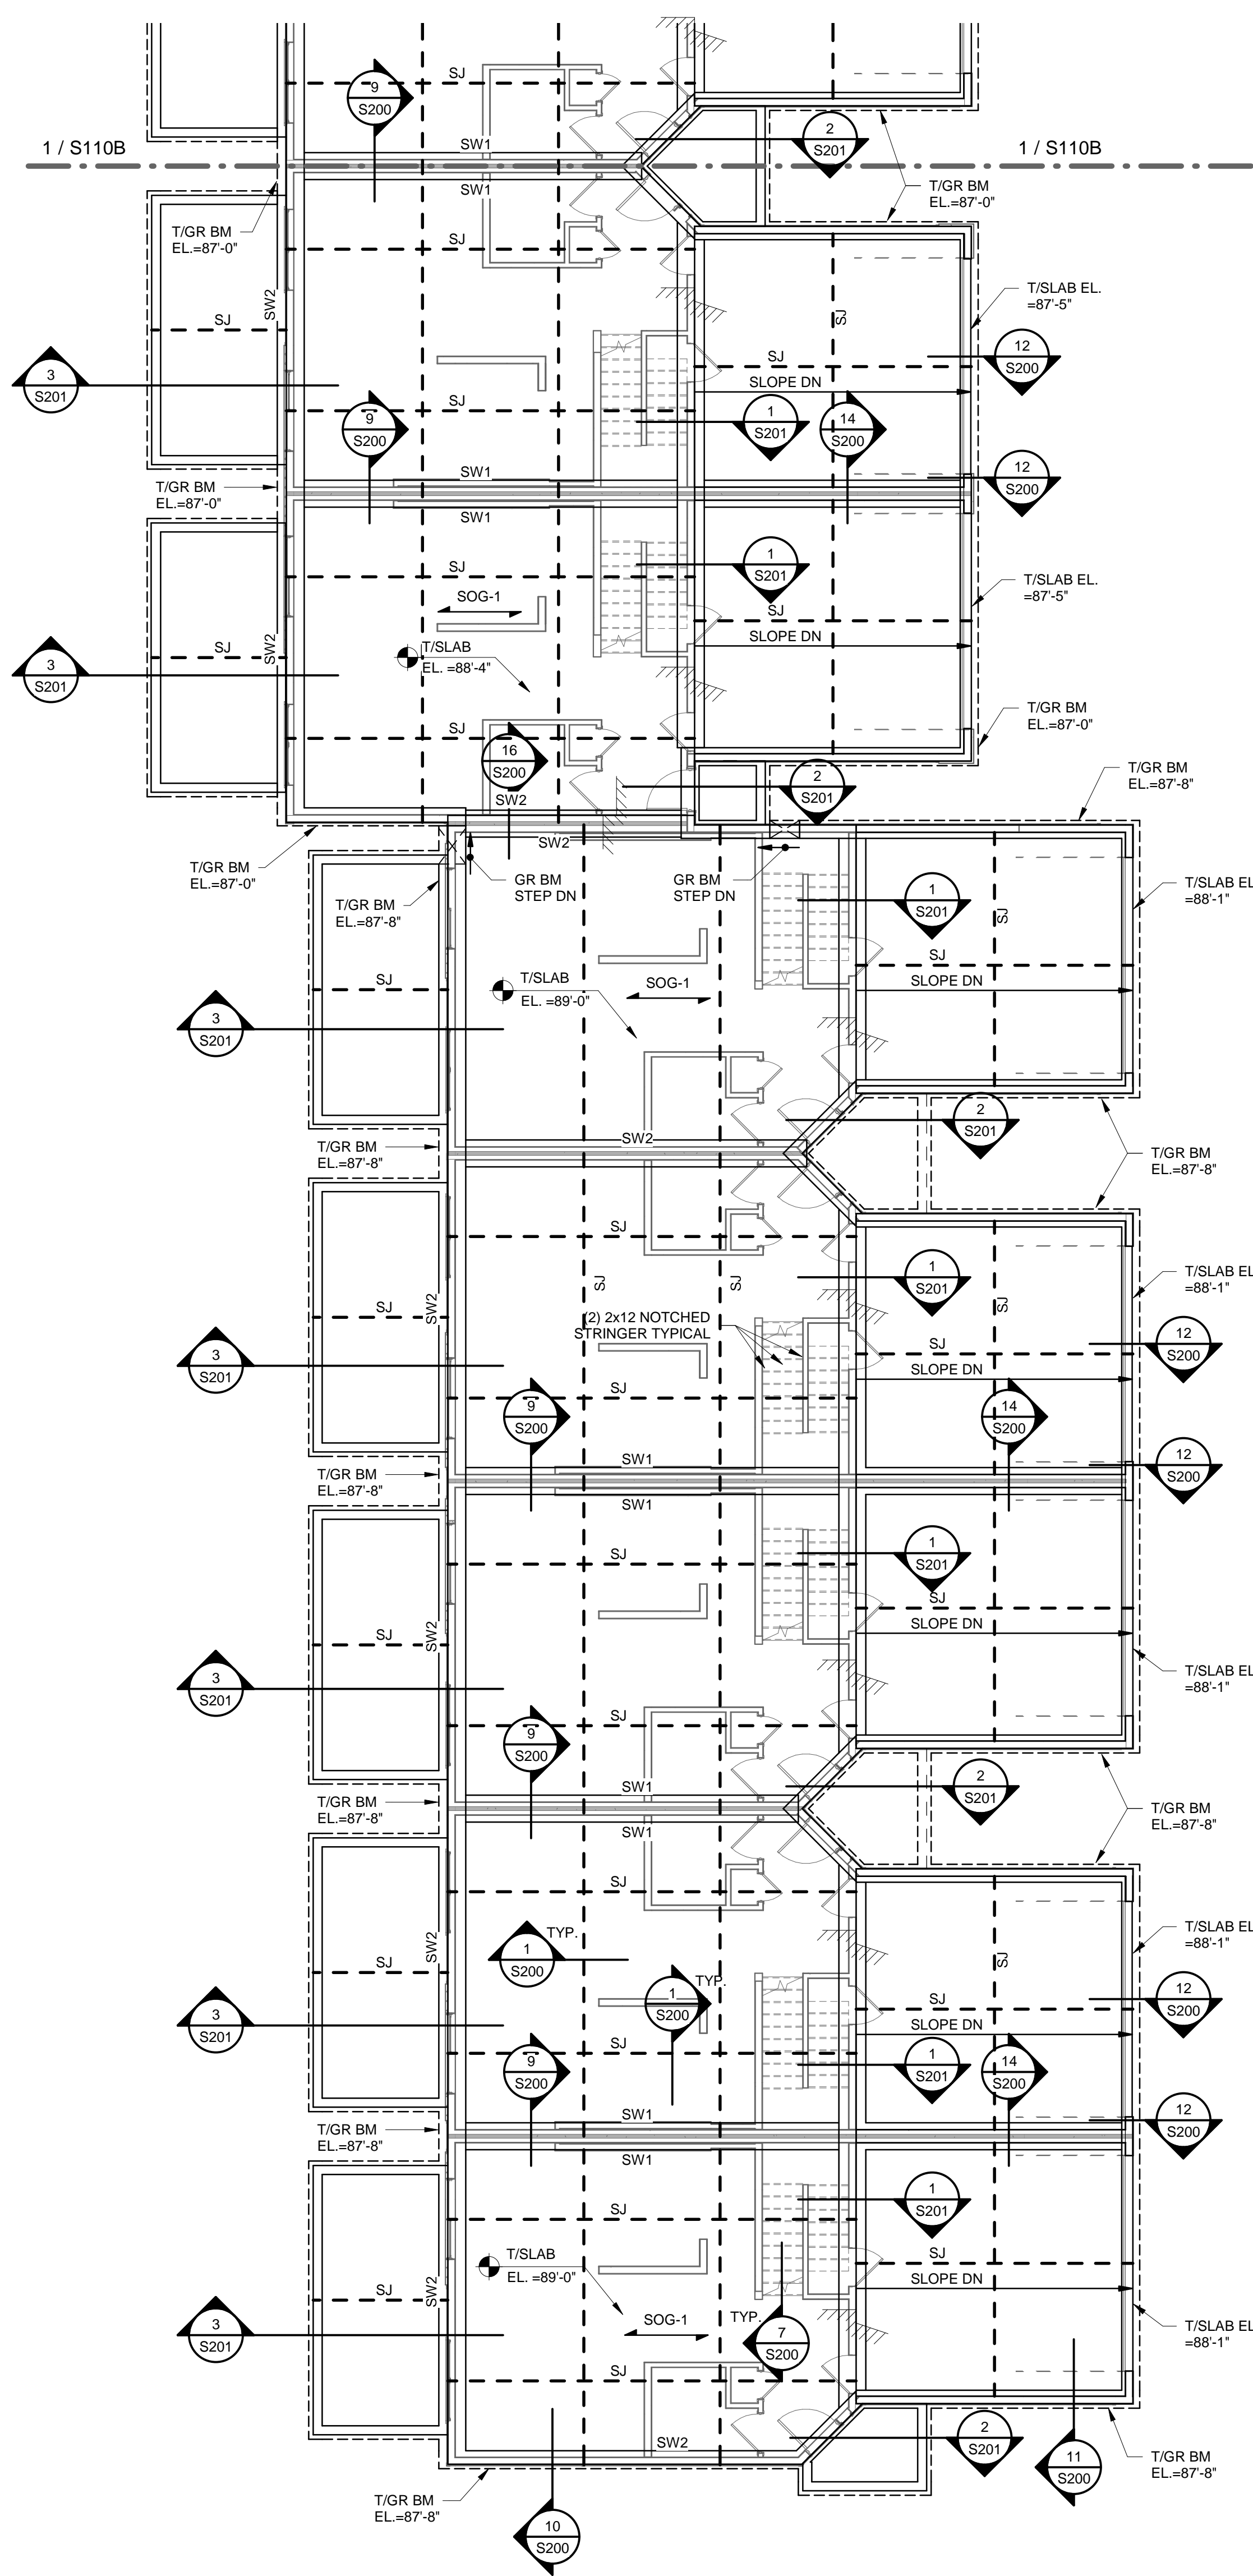 9
S200
SJ
SW1
2
S201
1 / S110B
1 / S110B
SW1
T/GR BM
EL.=87'-0"
T/GR BM
EL.=87'-0"
SJ
T/SLAB EL.
=87'-5"
SW2
SJ
SJ
3
S201
SJ
12
S200
SLOPE DN
SJ
9
S200
1
S201
14
S200
SW1
12
S200
T/GR BM
EL.=87'-0"
SW1
1
S201
SJ
T/SLAB EL.
=87'-5"
SOG-1
SJ
SLOPE DN
SJ
SW2
T/SLAB
EL. =88'-4"
3
S201
T/GR BM
EL.=87'-0"
SJ
16
S200
SW2
2
S201
T/GR BM
EL.=87'-8"
SW2
T/GR BM
EL.=87'-0"
GR BM
STEP DN
GR BM
STEP DN
T/GR BM
EL.=87'-8"
1
S201
T/SLAB EL
=88'-1"
SJ
SJ
SLOPE DN
SJ
T/SLAB
EL. =89'-0"
SOG-1
3
S201
2
S201
SW2
T/GR BM
EL.=87'-8"
T/GR BM
EL.=87'-8"
SJ
1
S201
T/SLAB EL
=88'-1"
SJ
SJ
SJ
SW2
SJ
(2) 2x12 NOTCHED
STRINGER TYPICAL
SJ
12
S200
3
S201
SLOPE DN
SJ
9
S200
14
S200
SW1
12
S200
T/GR BM
EL.=87'-8"
SW1
SJ
1
S201
SJ
SLOPE DN
SJ
SW2
T/SLAB EL
=88'-1"
3
S201
SJ
9
S200
2
S201
SW1
T/GR BM
EL.=87'-8"
T/GR BM
EL.=87'-8"
SW1
SJ
T/SLAB EL
=88'-1"
TYP.
1
S200
SW2
SJ
SJ
TYP.
1
S200
SJ
12
S200
SLOPE DN
3
S201
SJ
9
S200
1
S201
14
S200
SW1
12
S200
T/GR BM
EL.=87'-8"
SW1
1
S201
SJ
SJ
T/SLAB
EL. =89'-0"
SLOPE DN
SJ
SW2
SOG-1
TYP.
7
S200
T/SLAB EL
=88'-1"
3
S201
SJ
SW2
2
S201
11
S200
T/GR BM
EL.=87'-8"
T/GR BM
EL.=87'-8"
10
S200